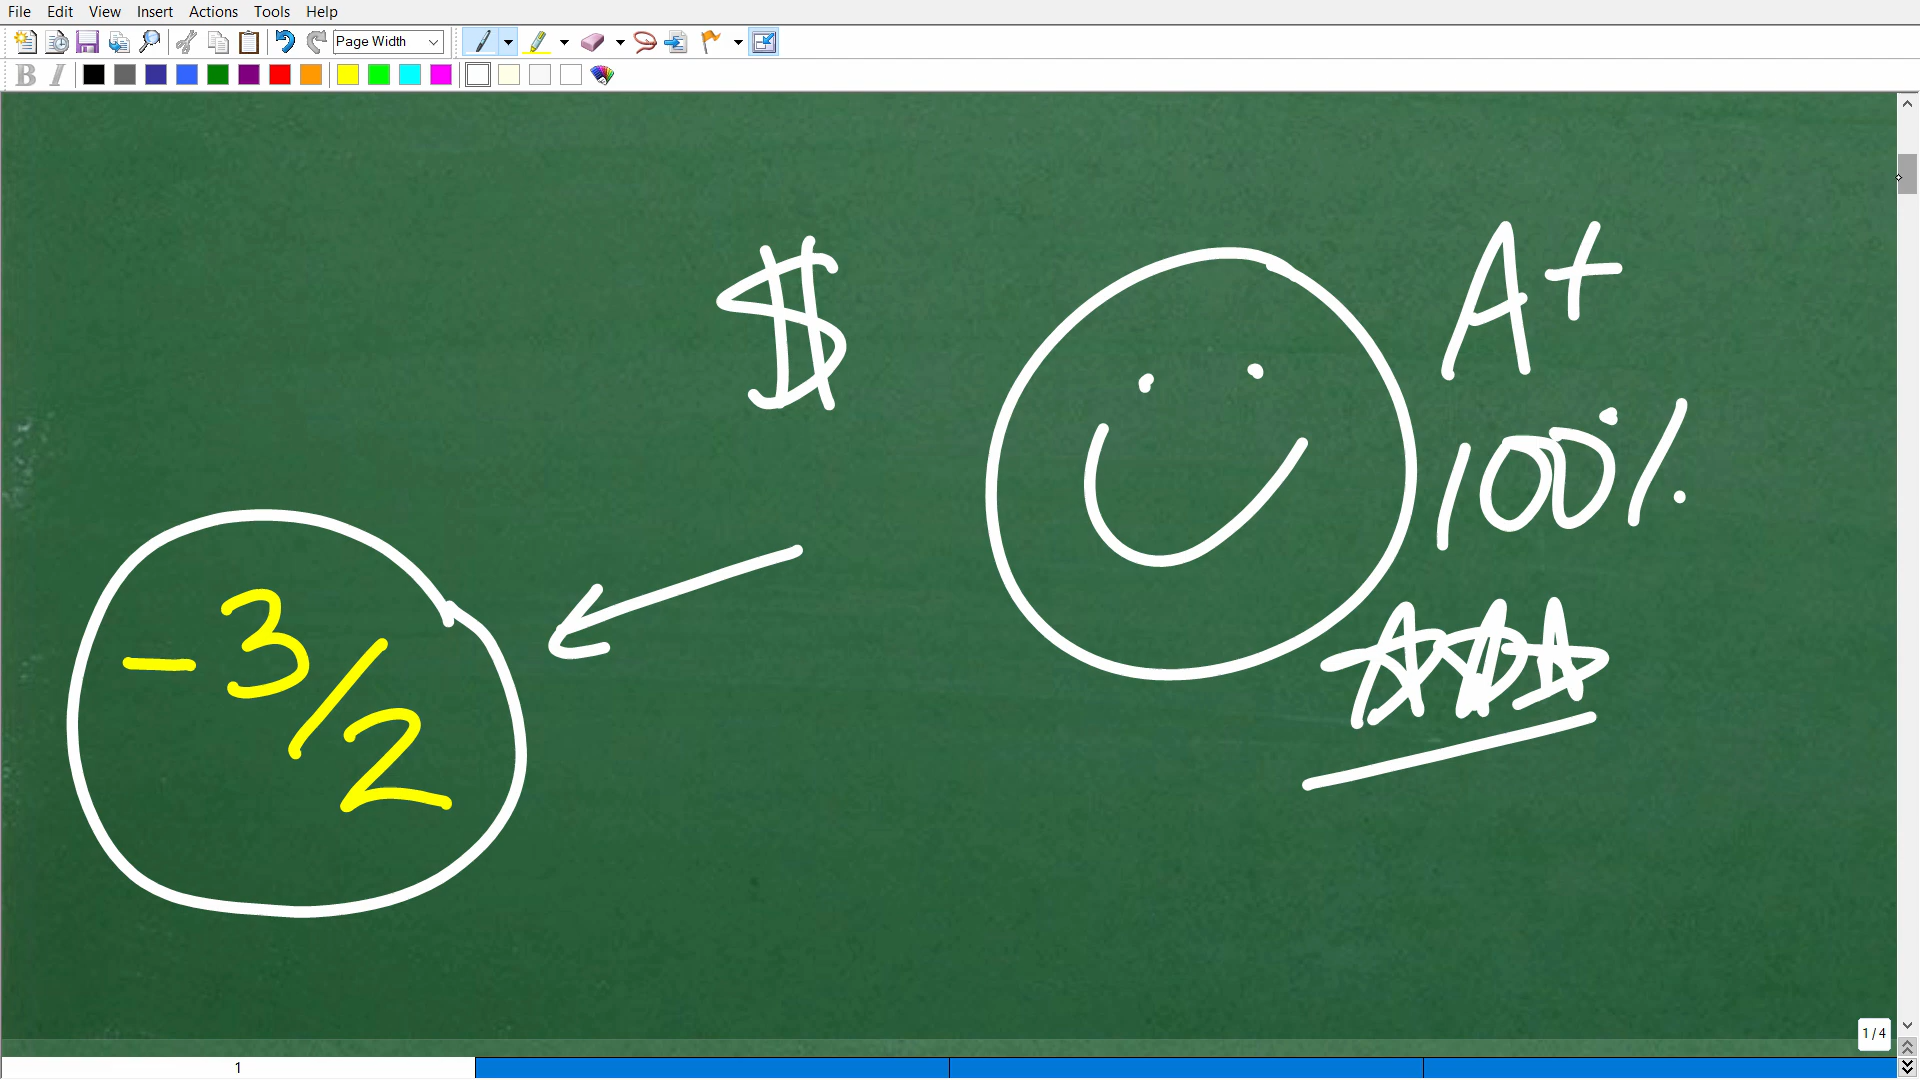 File Edit View Insert Actions Tools Help
Page Width
B I
$
A+
100%
-3/2
1 / 4
1